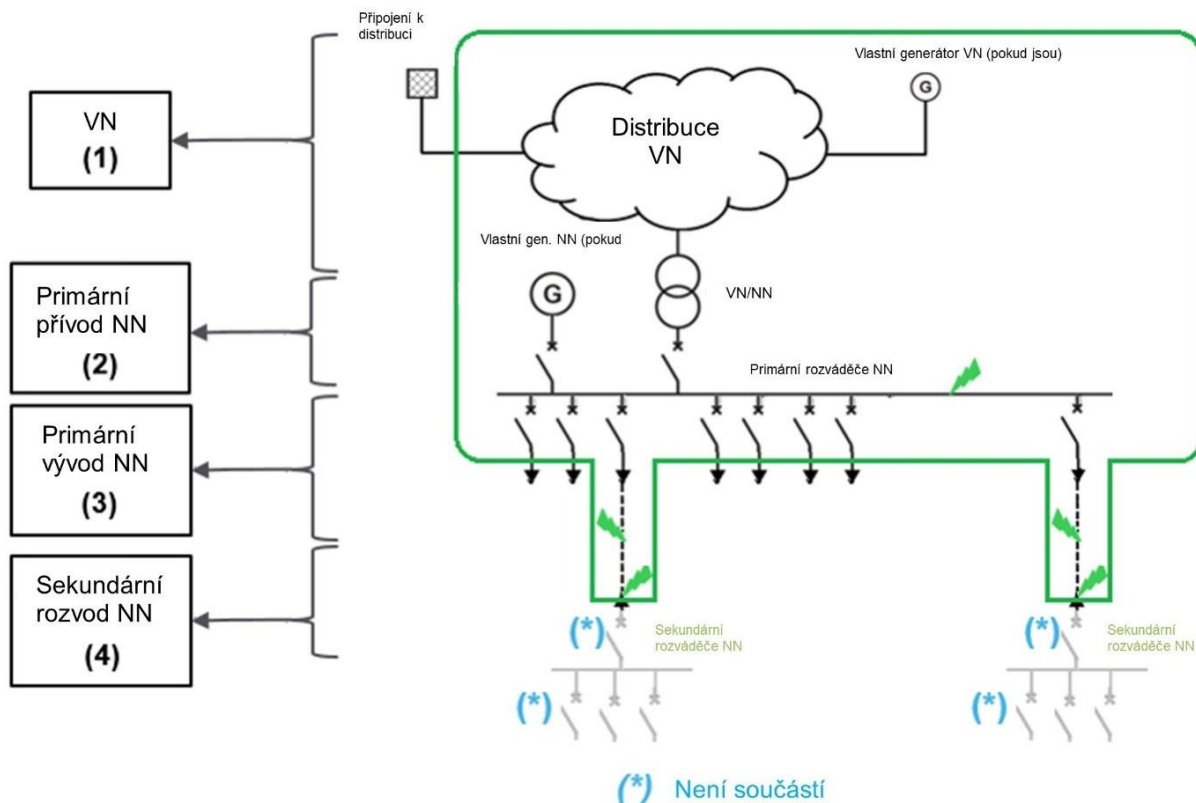 Připojení k
distribuci
Vlastní generátor VN (pokud jsou)
G
VN
(1)
Distribuce
VN
Vlastní gen. NN (pokud
G
VN/NN
Primární
přívod NN
(2)
Primární rozváděče NN
Primární
vývod NN
(3)
Sekundární
rozvod NN
(4)
(*)
Sekundární
rozváděče NN
(*)
(*)
Sekundární
rozváděče NN
(*)
(*) Není součástí